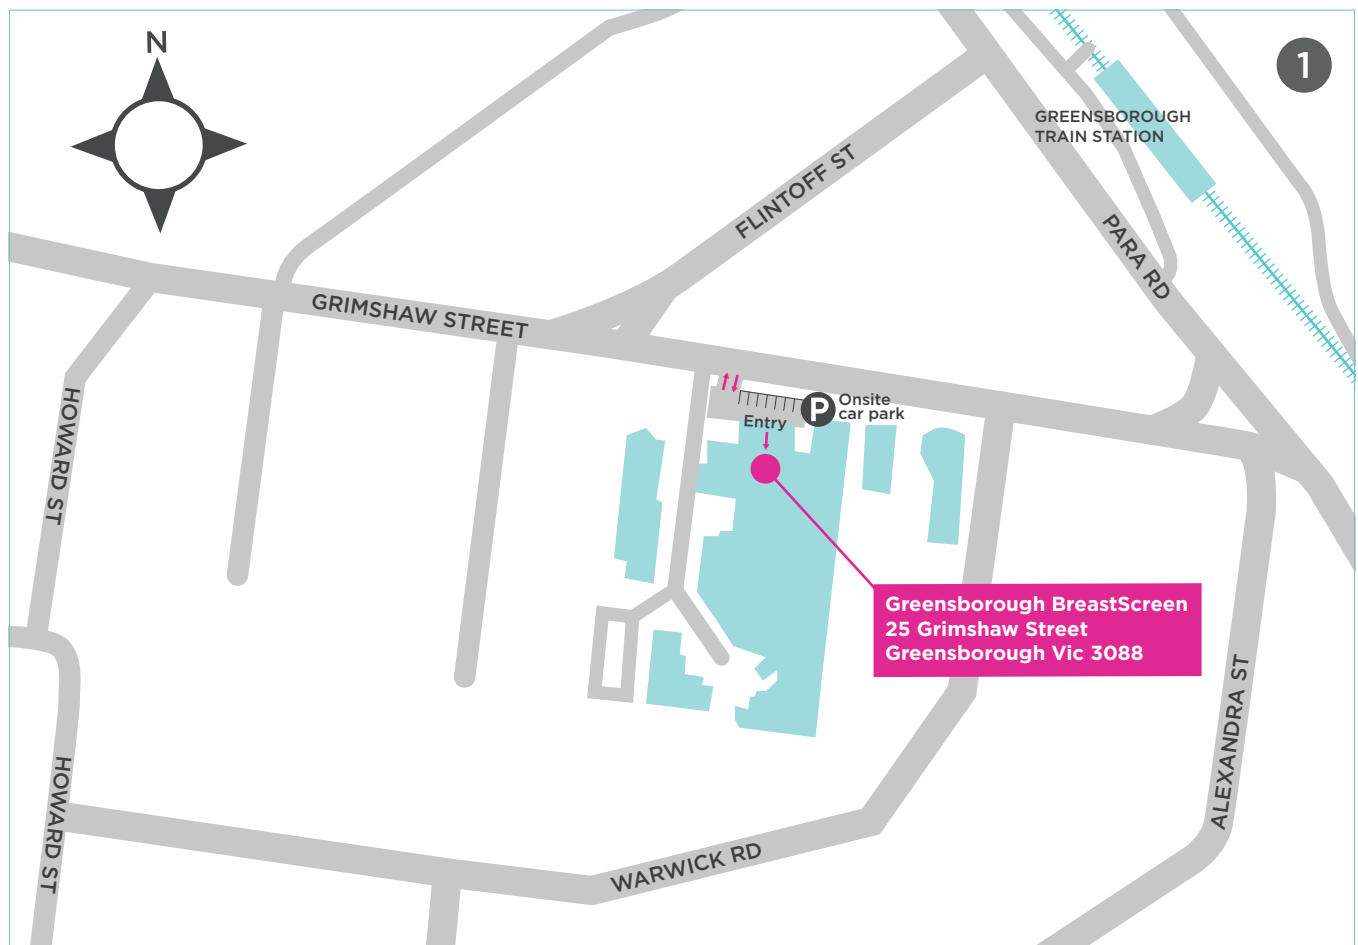 N
1
GREENSBOROUGH
TRAIN STATION
FLINTOFF ST
PARA RD
GRIMSHAW STREET
HOWARD ST
P
Onsite
car park
Entry
Greensborough BreastScreen
25 Grimshaw Street
Greensborough Vic 3088
ALEXANDRA ST
HOWARD ST
WARWICK RD